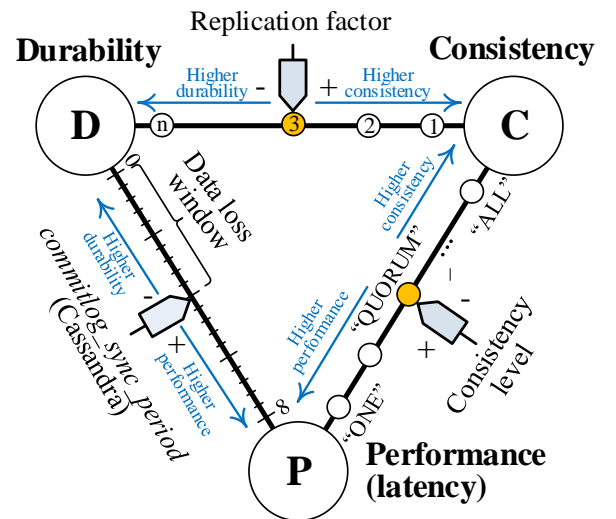 Replication factor
Durability
Consistency
Higher
durability
-
+
Higher
consistency
D
n
3
2
1
C
0
Data loss
window
Higher
consistency
"ALL"
...
"QUORUM"
Higher
durability
-
+
commitlog_sync_period
(Cassandra)
Higher
performance
Higher
performance
-
+
Consistency
level
∞
"ONE"
P
Performance
(latency)